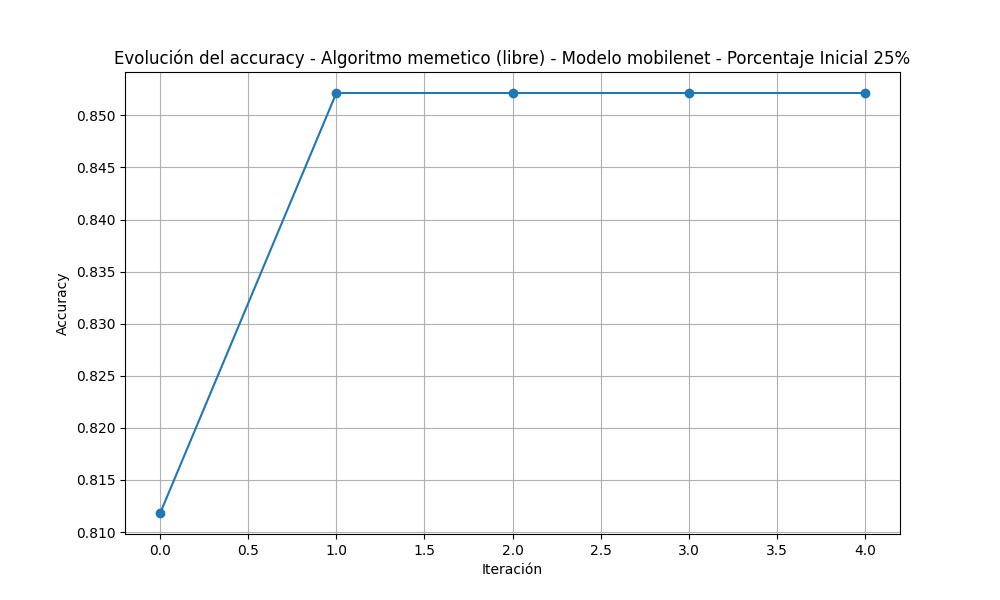 Evolución del accuracy - Algoritmo memetico (libre) - Modelo mobilenet - Porcentaje Inicial 25%
0.850
0.845
0.840
0.835
0.830
0.825
0.820
0.815
0.810
Accuracy
0.0 0.5 1.0 1.5 2.0 2.5 3.0 3.5 4.0
Iteración